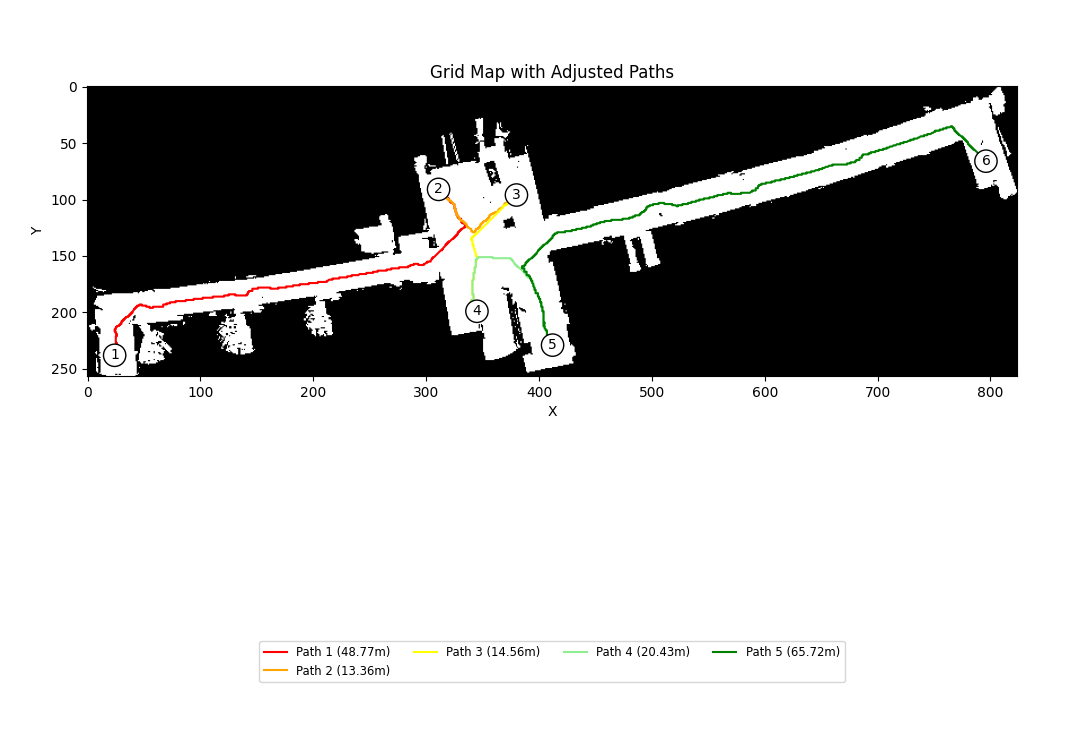 Grid Map with Adjusted Paths
0
50
100
150
200
250
Y
1
2
3
4
5
6
0 100 200 300 400 500 600 700 800
X
Path 1 (48.77m) Path 3 (14.56m) Path 4 (20.43m) Path 5 (65.72m)
Path 2 (13.36m)